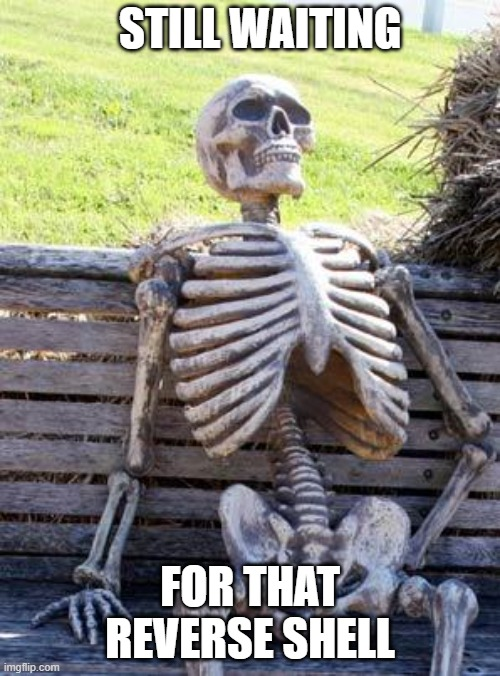 STILL WAITING
FOR THAT
REVERSE SHELL
imgflip.com